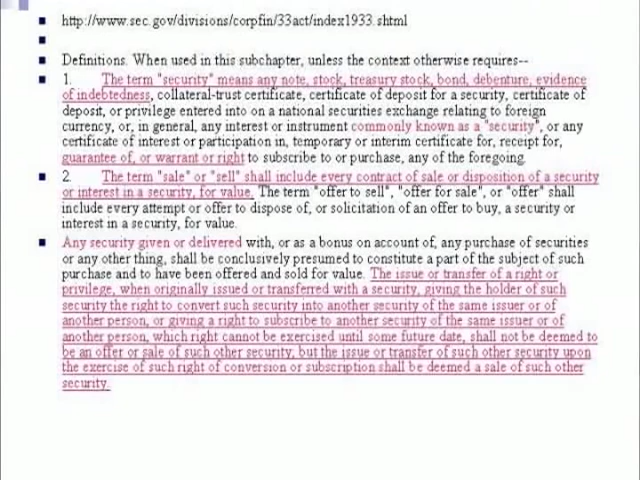 http://www.sec.gov/divisions/corpfin/33act/index1933.shtml
Definitions. When used in this subchapter, unless the context otherwise requires--
1. The term "security" means any note, stock, treasury stock, bond, debenture, evidence
of indebtedness, collateral-trust certificate, certificate of deposit for a security, certificate of
deposit, or privilege entered into on a national securities exchange relating to foreign
currency, or, in general, any interest or instrument commonly known as a "security", or any
certificate of interest or participation in, temporary or interim certificate for, receipt for,
guarantee of, or warrant or right to subscribe to or purchase, any of the foregoing.
2. The term "sale" or "sell" shall include every contract of sale or disposition of a security
or interest in a security, for value. The term "offer to sell", "offer for sale", or "offer" shall
include every attempt or offer to dispose of, or solicitation of an offer to buy, a security or
interest in a security, for value.
Any security given or delivered with, or as a bonus on account of, any purchase of securities
or any other thing, shall be conclusively presumed to constitute a part of the subject of such
purchase and to have been offered and sold for value. The issue or transfer of a right or
privilege, when originally issued or transferred with a security, giving the holder of such
security the right to convert such security into another security of the same issuer or of
another person, or giving a right to subscribe to another security of the same issuer or of
another person, which right cannot be exercised until some future date, shall not be deemed to
be an offer or sale of such other security, but the issue or transfer of such other security upon
the exercise of such right of conversion or subscription shall be deemed a sale of such other
security.